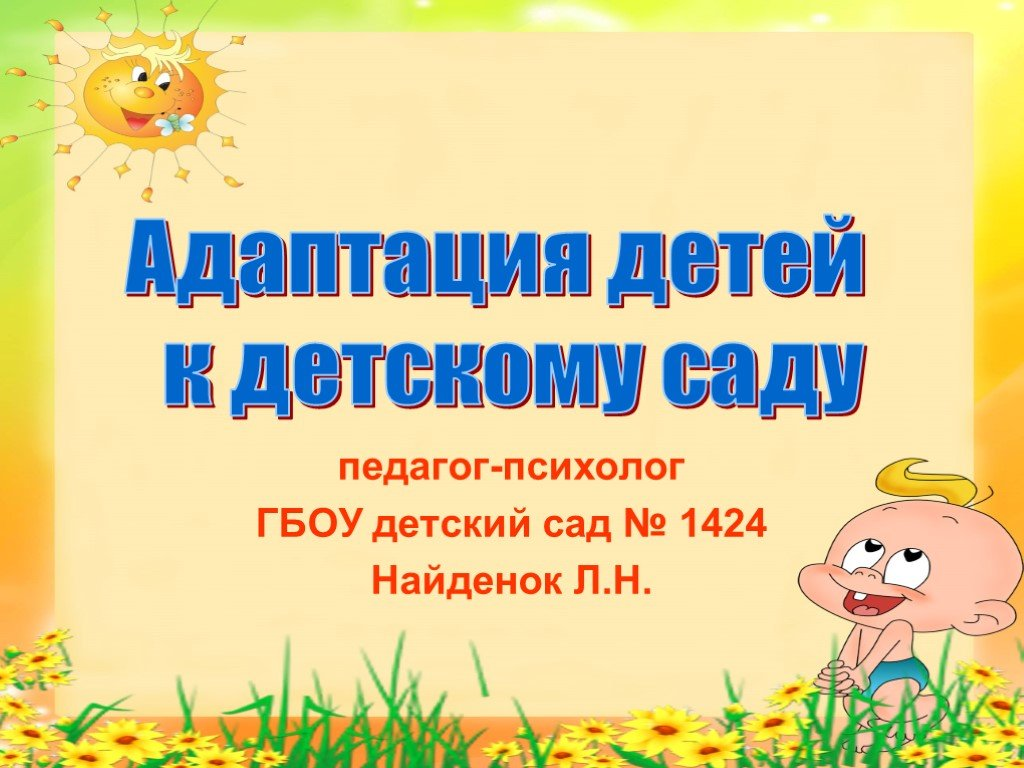 Адаптация детей
к детскому саду
педагог-психолог
ГБОУ детский сад № 1424
Найденок Л.Н.